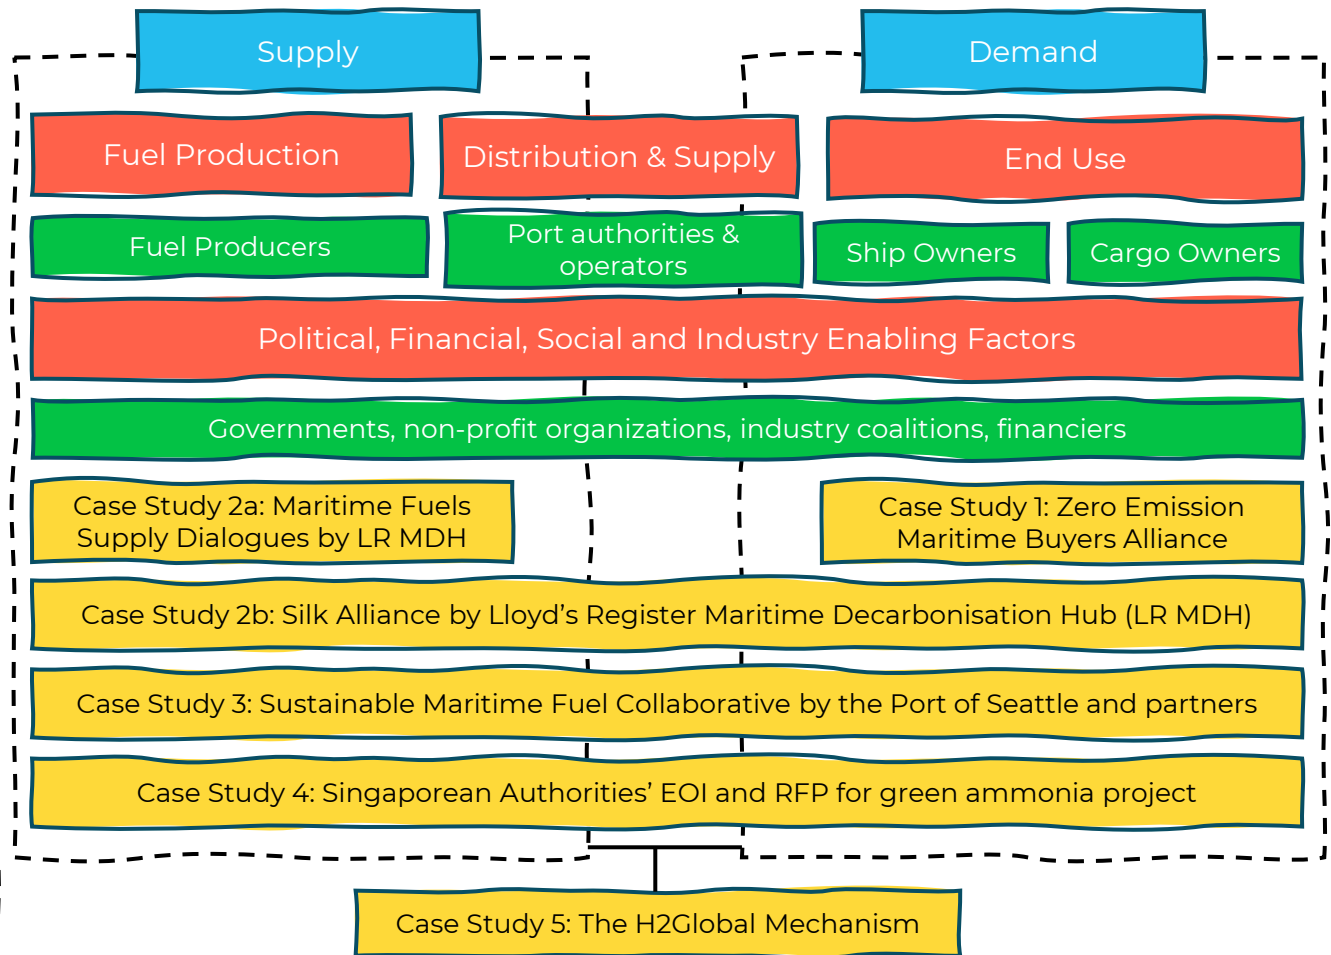 Supply
Demand
Fuel Production
Distribution & Supply
End Use
Fuel Producers
Port authorities &
operators
Ship Owners
Cargo Owners
Political, Financial, Social and Industry Enabling Factors
Governments, non-profit organizations, industry coalitions, financiers
Case Study 2a: Maritime Fuels
Supply Dialogues by LR MDH
Case Study 1: Zero Emission
Maritime Buyers Alliance
Case Study 2b: Silk Alliance by Lloyd’s Register Maritime Decarbonisation Hub (LR MDH)
Case Study 3: Sustainable Maritime Fuel Collaborative by the Port of Seattle and partners
Case Study 4: Singaporean Authorities’ EOI and RFP for green ammonia project
Case Study 5: The H2Global Mechanism